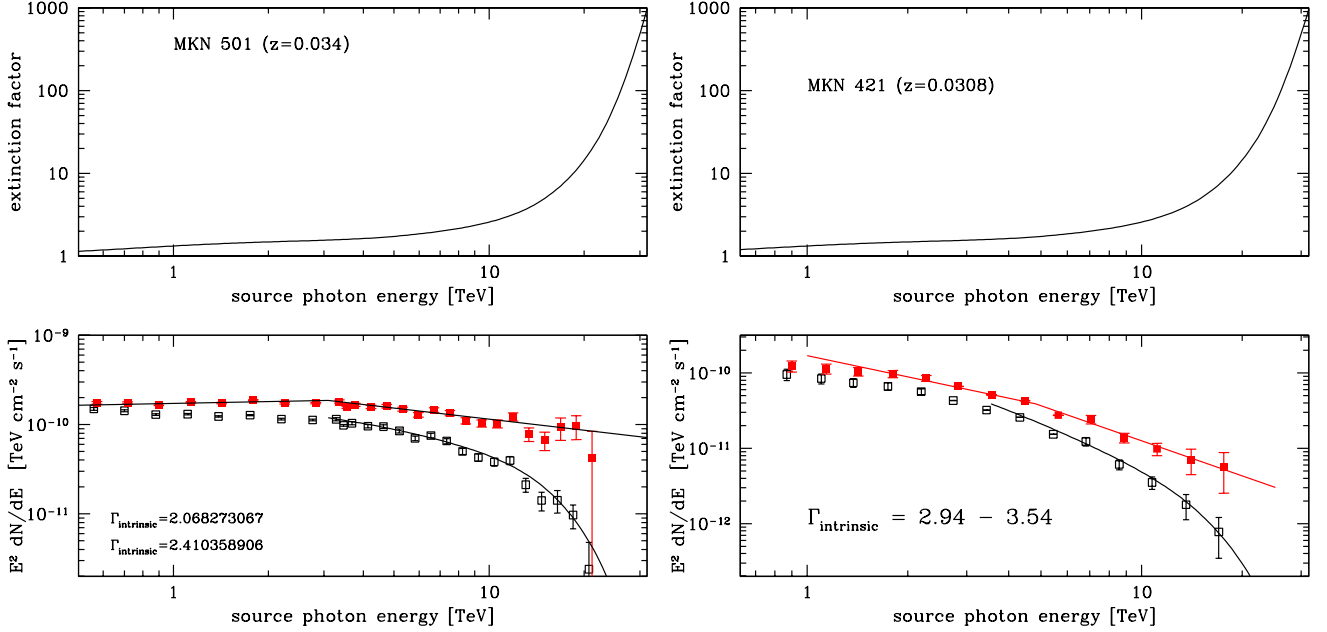 1000
100
10
1
extinction factor
MKN 501 (z=0.034)
1
10
source photon energy [TeV]
1000
100
10
1
extinction factor
MKN 421 (z=0.0308)
1
10
source photon energy [TeV]
10⁻⁹
10⁻¹⁰
10⁻¹¹
E² dN/dE [TeV cm⁻² s⁻¹]
Γintrinsic=2.068273067
Γintrinsic=2.410358906
1
10
source photon energy [TeV]
10⁻¹⁰
10⁻¹¹
10⁻¹²
E² dN/dE [TeV cm⁻² s⁻¹]
Γintrinsic = 2.94 − 3.54
1
10
source photon energy [TeV]